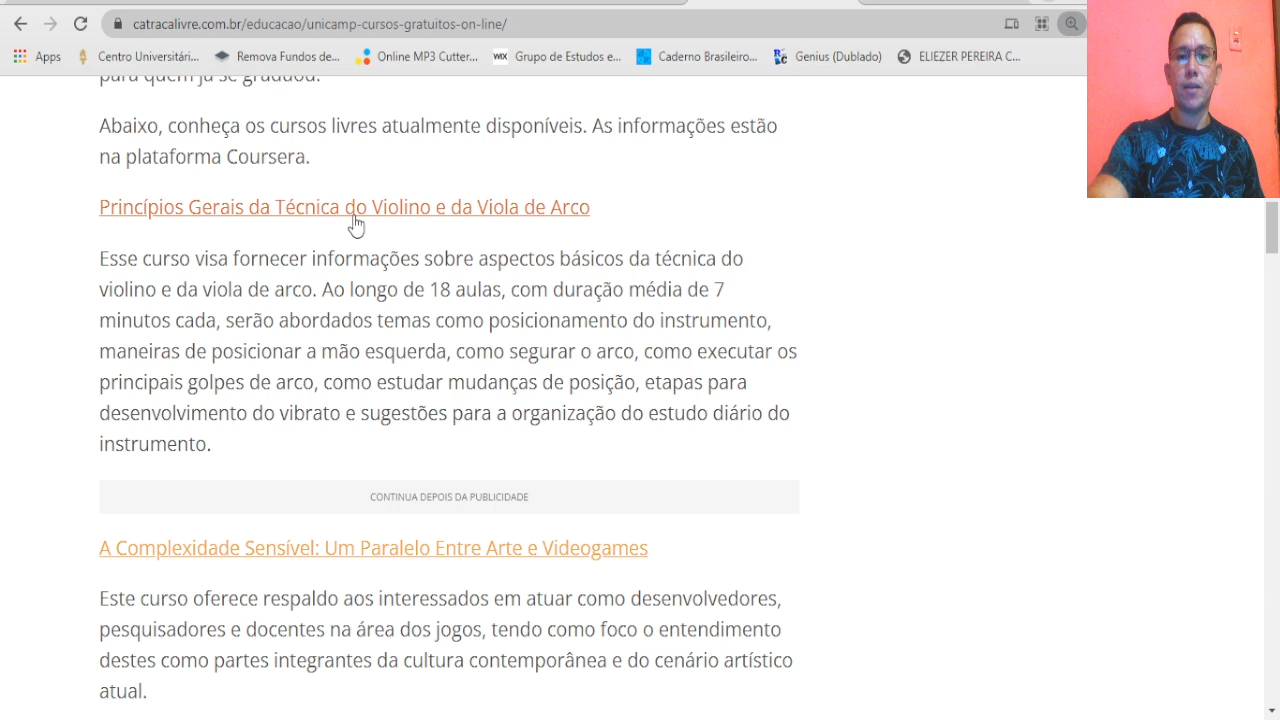 catracalivre.com.br/educacao/unicamp-cursos-gratuitos-on-line/
Apps Centro Universitári... Remova Fundos de... Online MP3 Cutter... WiX Grupo de Estudos e... Caderno Brasileiro... Genius (Dublado) ELIEZER PEREIRA C...
para quem já se graduou.
Abaixo, conheça os cursos livres atualmente disponíveis. As informações estão
na plataforma Coursera.
Princípios Gerais da Técnica do Violino e da Viola de Arco
Esse curso visa fornecer informações sobre aspectos básicos da técnica do
violino e da viola de arco. Ao longo de 18 aulas, com duração média de 7
minutos cada, serão abordados temas como posicionamento do instrumento,
maneiras de posicionar a mão esquerda, como segurar o arco, como executar os
principais golpes de arco, como estudar mudanças de posição, etapas para
desenvolvimento do vibrato e sugestões para a organização do estudo diário do
instrumento.
CONTINUA DEPOIS DA PUBLICIDADE
A Complexidade Sensível: Um Paralelo Entre Arte e Videogames
Este curso oferece respaldo aos interessados em atuar como desenvolvedores,
pesquisadores e docentes na área dos jogos, tendo como foco o entendimento
destes como partes integrantes da cultura contemporânea e do cenário artístico
atual.